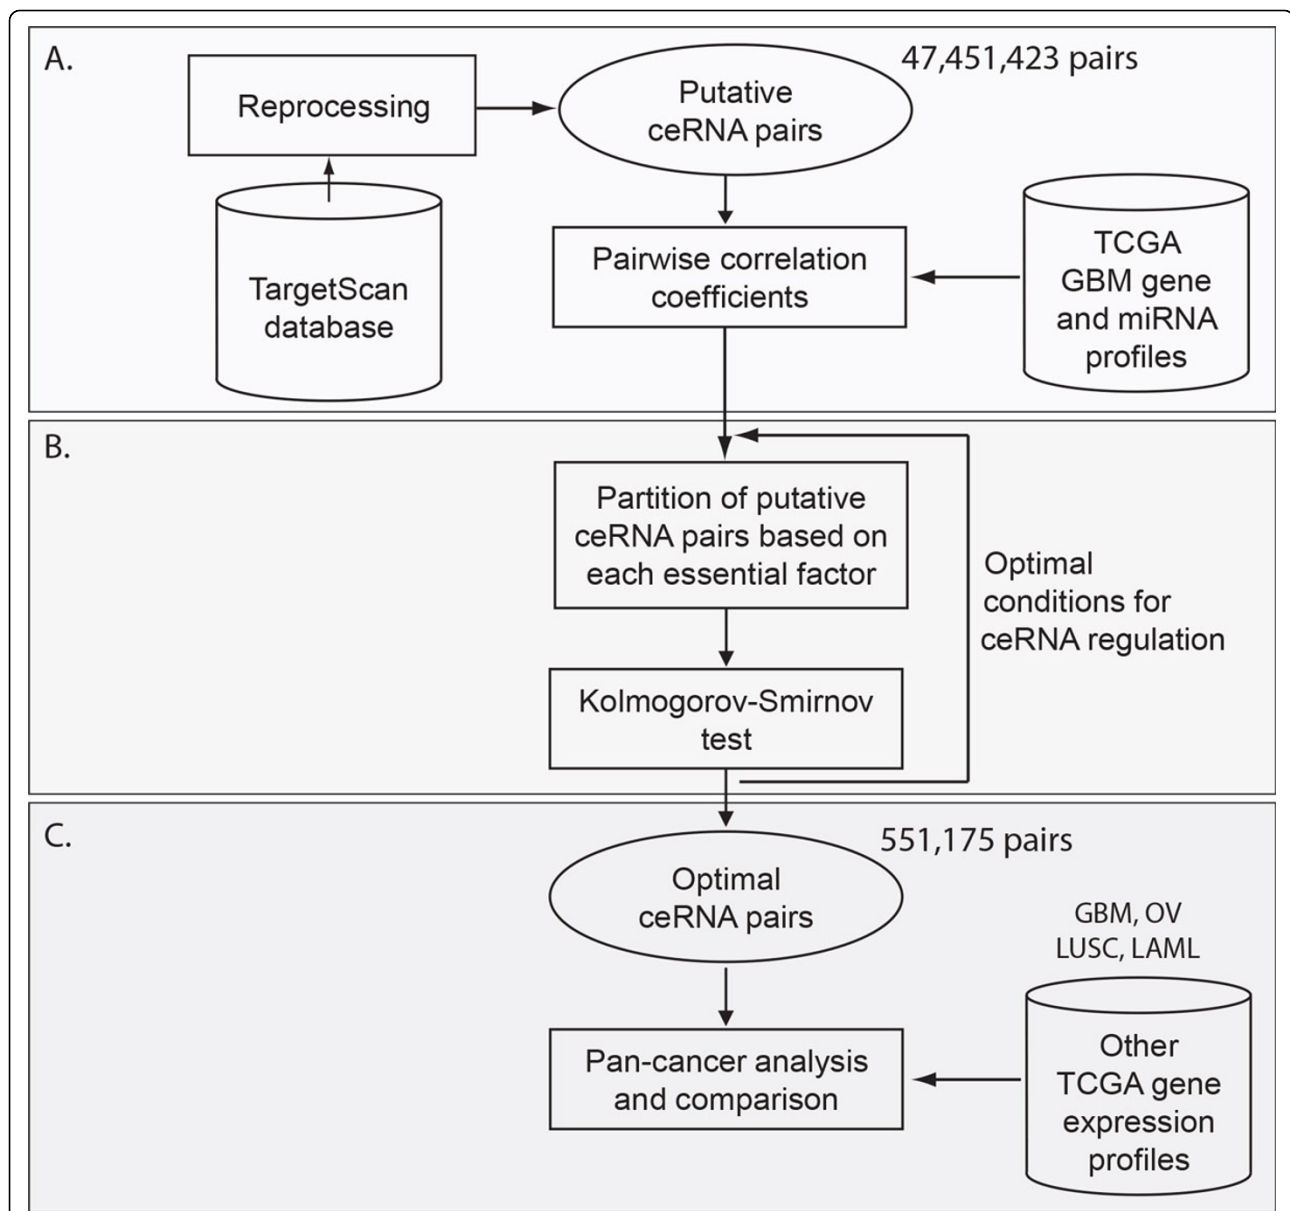 A.
47,451,423 pairs
Reprocessing
Putative
ceRNA pairs
TargetScan
database
Pairwise correlation
coefficients
TCGA
GBM gene
and miRNA
profiles
B.
Partition of putative
ceRNA pairs based on
each essential factor
Optimal
conditions for
ceRNA regulation
Kolmogorov-Smirnov
test
C.
551,175 pairs
Optimal
ceRNA pairs
GBM, OV
LUSC, LAML
Pan-cancer analysis
and comparison
Other
TCGA gene
expression
profiles